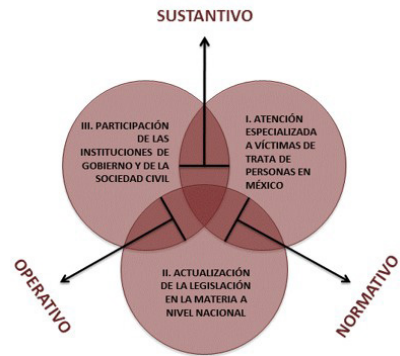 SUSTANTIVO
III. PARTICIPACIÓN
DE LAS
INSTITUCIONES DE
GOBIERNO Y DE LA
SOCIEDAD CIVIL
I. ATENCIÓN
ESPECIALIZADA
A VÍCTIMAS DE
TRATA DE
PERSONAS EN
MÉXICO
II. ACTUALIZACIÓN
DE LA LEGISLACIÓN
EN LA MATERIA A
NIVEL NACIONAL
OPERATIVO
NORMATIVO